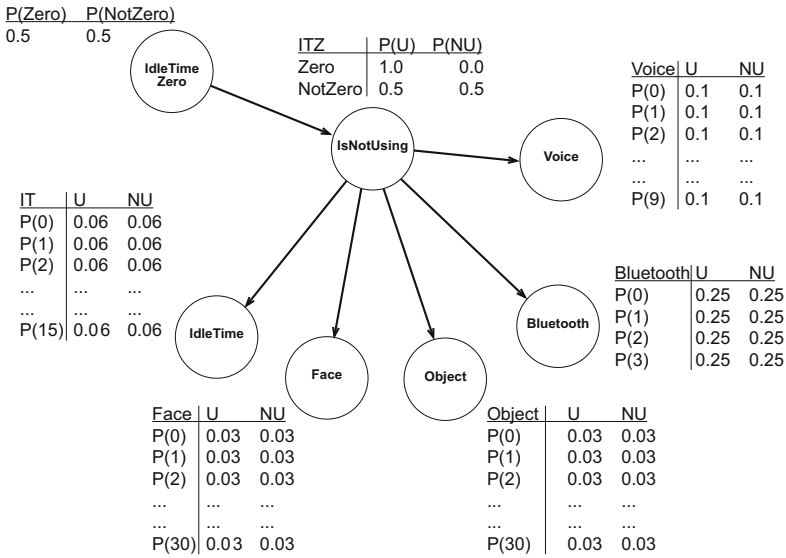 P(Zero) P(NotZero)
0.5 0.5
IdleTime
Zero
ITZ P(U) P(NU)
Zero 1.0 0.0
NotZero 0.5 0.5
IsNotUsing
Voice
Voice U NU
P(0) 0.1 0.1
P(1) 0.1 0.1
P(2) 0.1 0.1
... ... ...
... ... ...
P(9) 0.1 0.1
IT U NU
P(0) 0.06 0.06
P(1) 0.06 0.06
P(2) 0.06 0.06
... ... ...
... ... ...
P(15) 0.06 0.06
IdleTime
Face
Object
Bluetooth
Bluetooth U NU
P(0) 0.25 0.25
P(1) 0.25 0.25
P(2) 0.25 0.25
P(3) 0.25 0.25
Face U NU
P(0) 0.03 0.03
P(1) 0.03 0.03
P(2) 0.03 0.03
... ... ...
... ... ...
P(30) 0.03 0.03
Object U NU
P(0) 0.03 0.03
P(1) 0.03 0.03
P(2) 0.03 0.03
... ... ...
... ... ...
P(30) 0.03 0.03